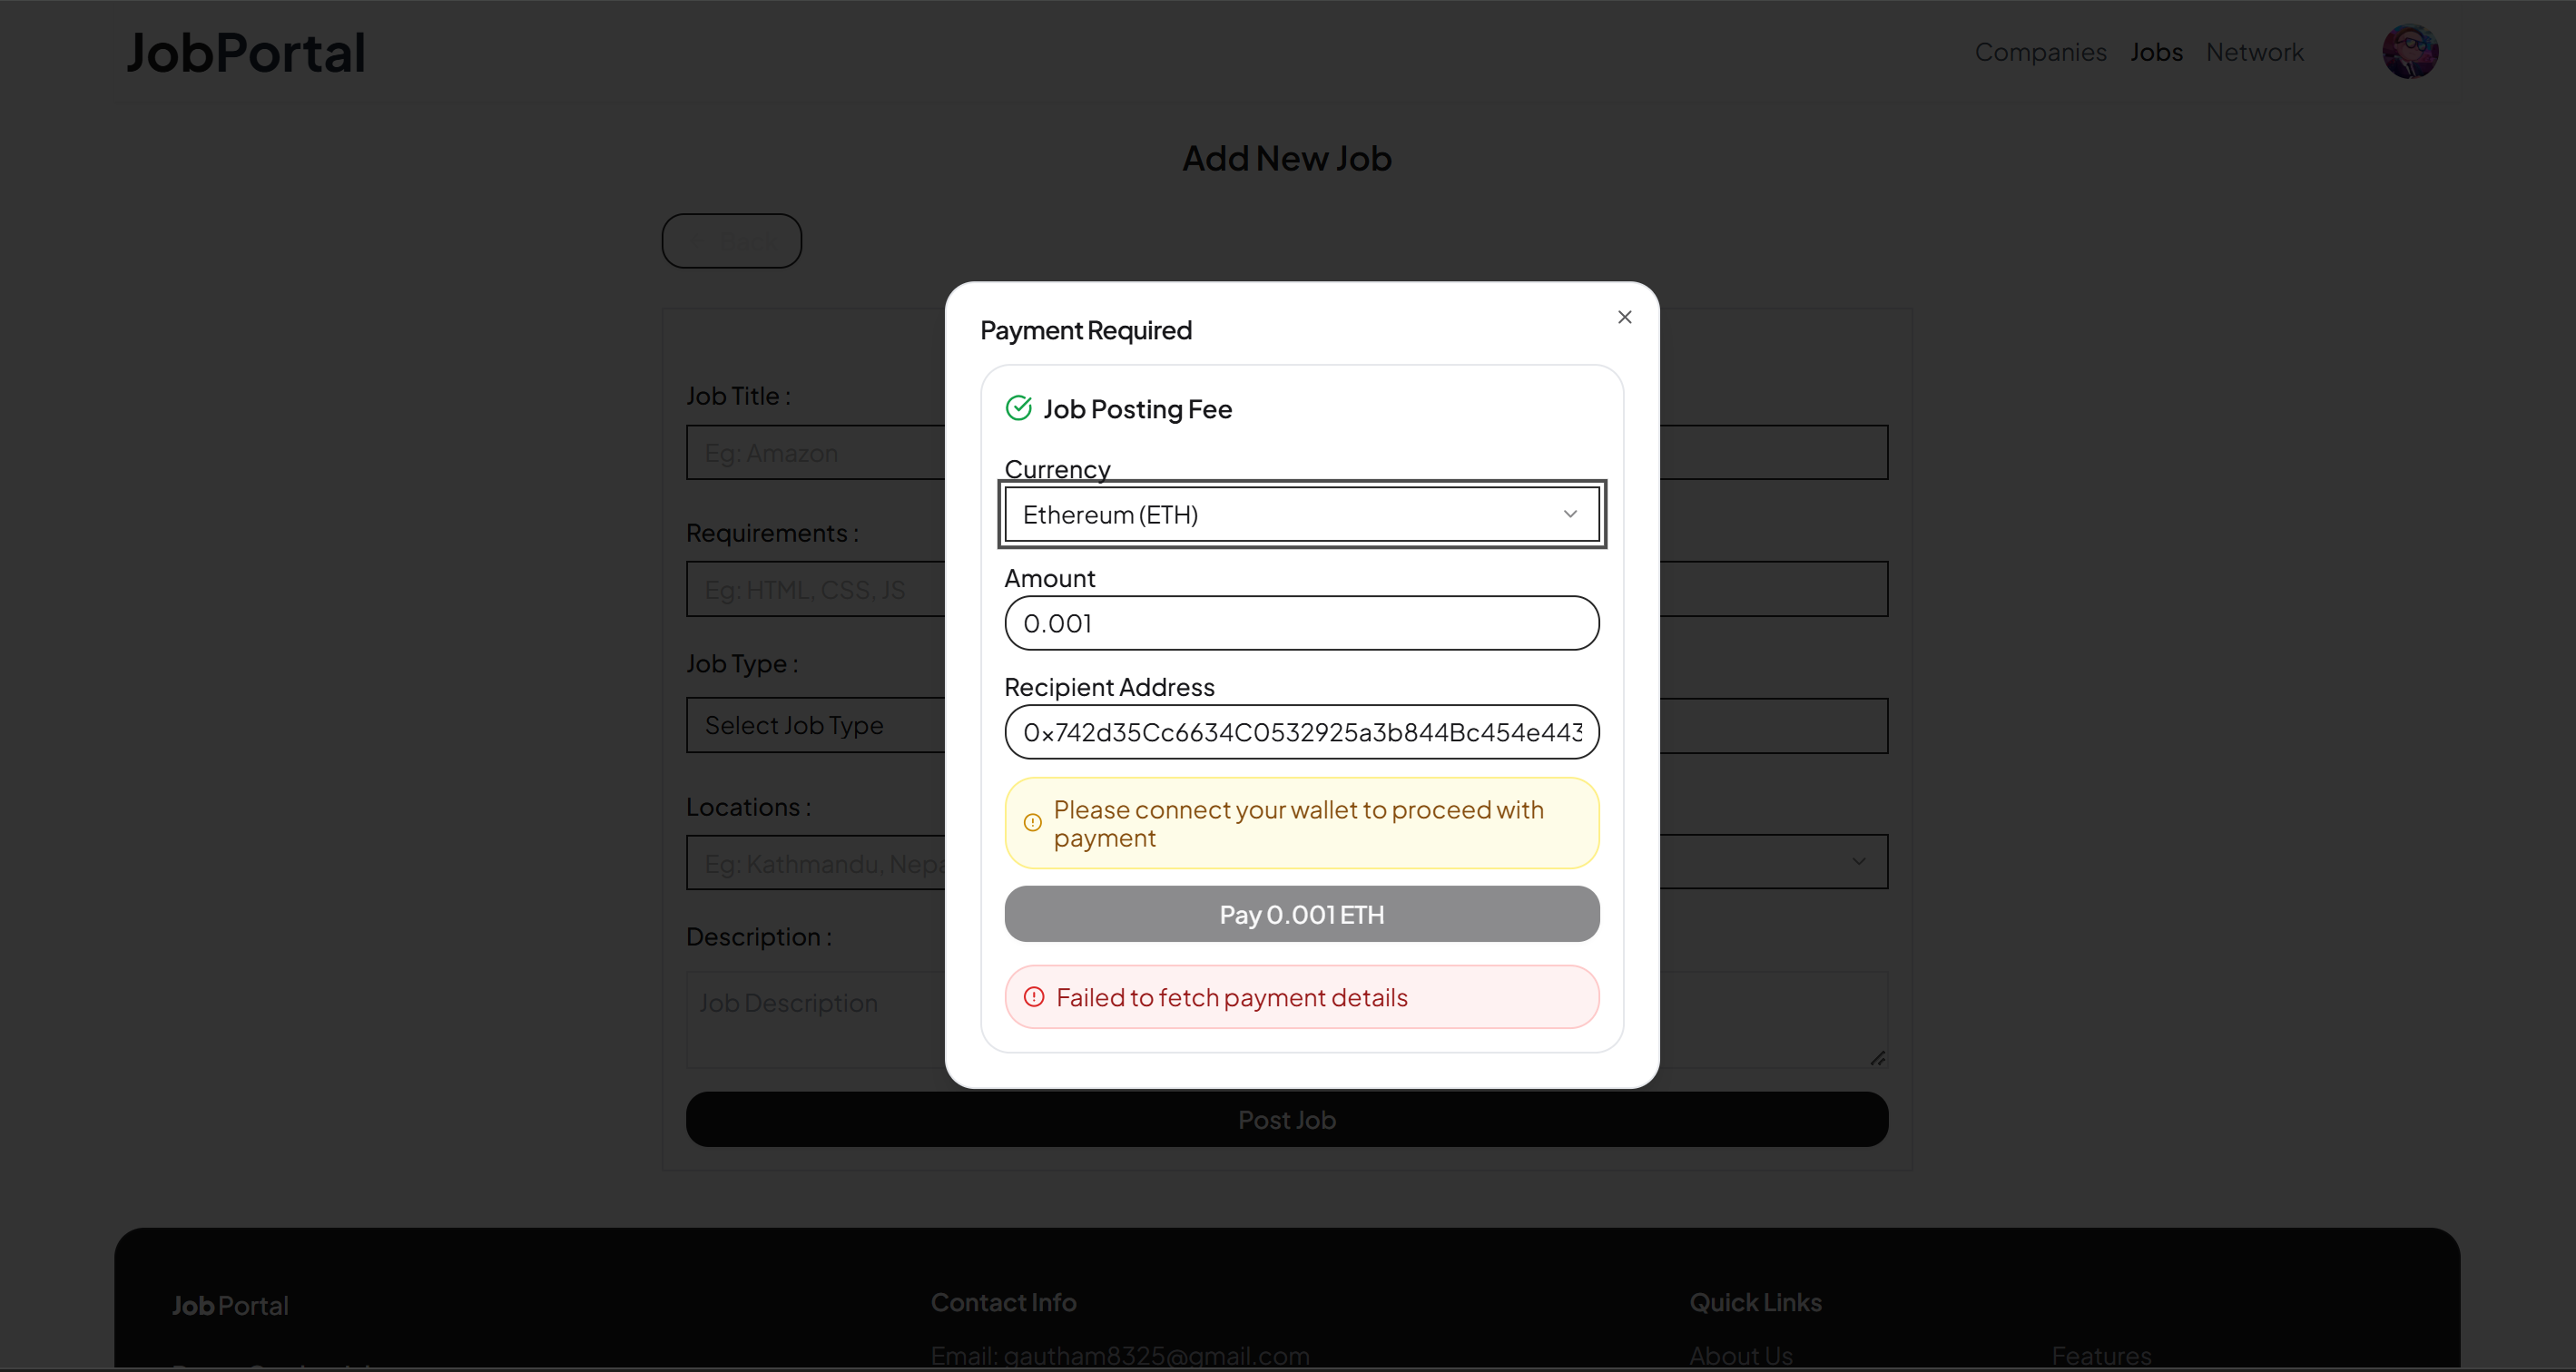 JobPortal
Companies Jobs Network
Add New Job
Payment Required
Job Posting Fee
Currency
Ethereum (ETH)
Amount
0.001
Recipient Address
0x742d35Cc6634C0532925a3b844Bc454e443
Please connect your wallet to proceed with
payment
Pay 0.001 ETH
Failed to fetch payment details
Job Title :
Eg: Amazon
Requirements :
Eg: HTML, CSS, JS
Job Type :
Select Job Type
Locations :
Eg: Kathmandu, Nepa
Description :
Job Description
Post Job
JobPortal
Contact Info
Email: gautham8325@gmail.com
Quick Links
About Us
Features